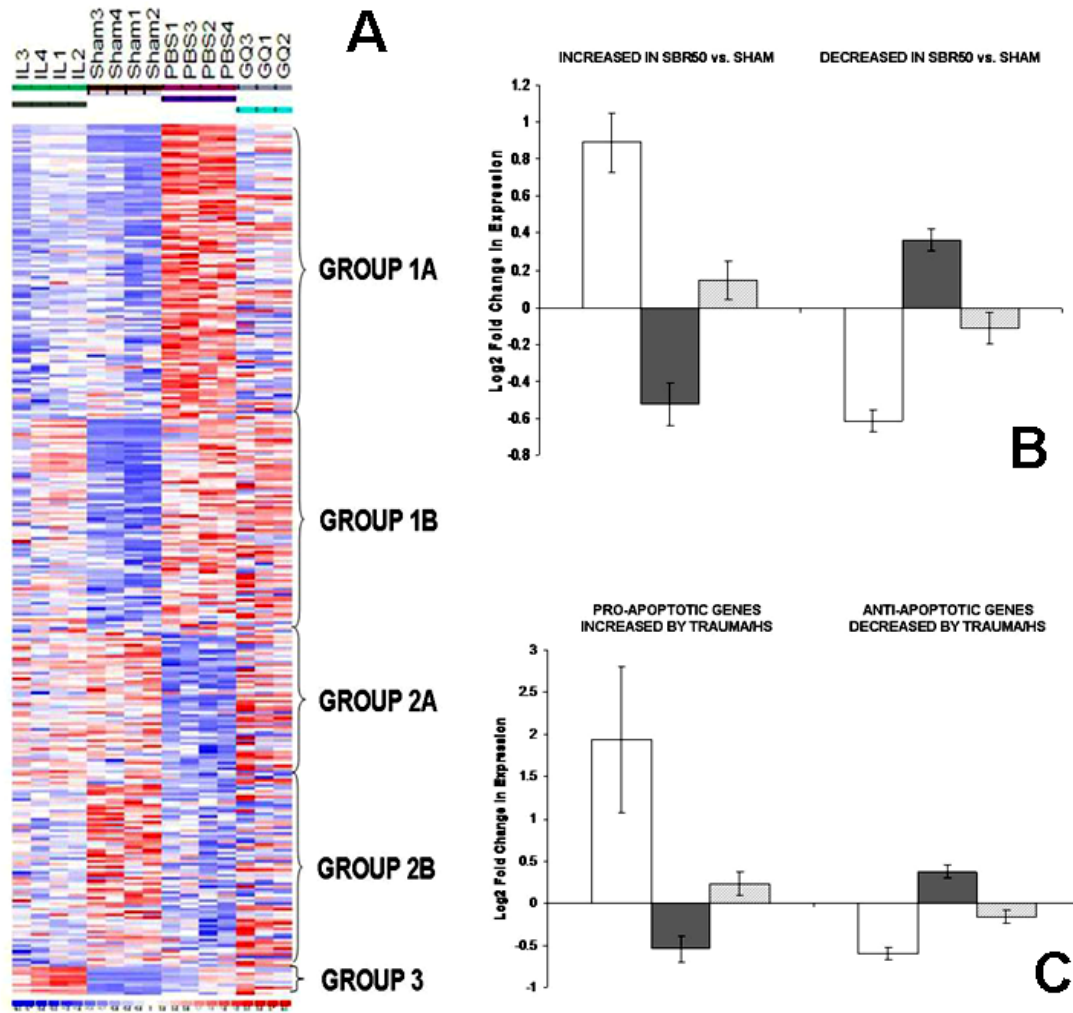 A
IL3
IL4
IL1
IL2
Sham3
Sham4
Sham1
Sham2
PBS1
PBS3
PBS2
PBS4
GQ3
GQ1
GQ2
GROUP 1A
GROUP 1B
GROUP 2A
GROUP 2B
GROUP 3
INCREASED IN SBR50 vs. SHAM
DECREASED IN SBR50 vs. SHAM
Log2 Fold Change in Expression
1.2
1
0.8
0.6
0.4
0.2
0
-0.2
-0.4
-0.6
-0.8
B
PRO-APOPTOTIC GENES
INCREASED BY TRAUMA/HS
ANTI-APOPTOTIC GENES
DECREASED BY TRAUMA/HS
Log2 Fold Change in Expression
3
2.5
2
1.5
1
0.5
0
-0.5
-1
C